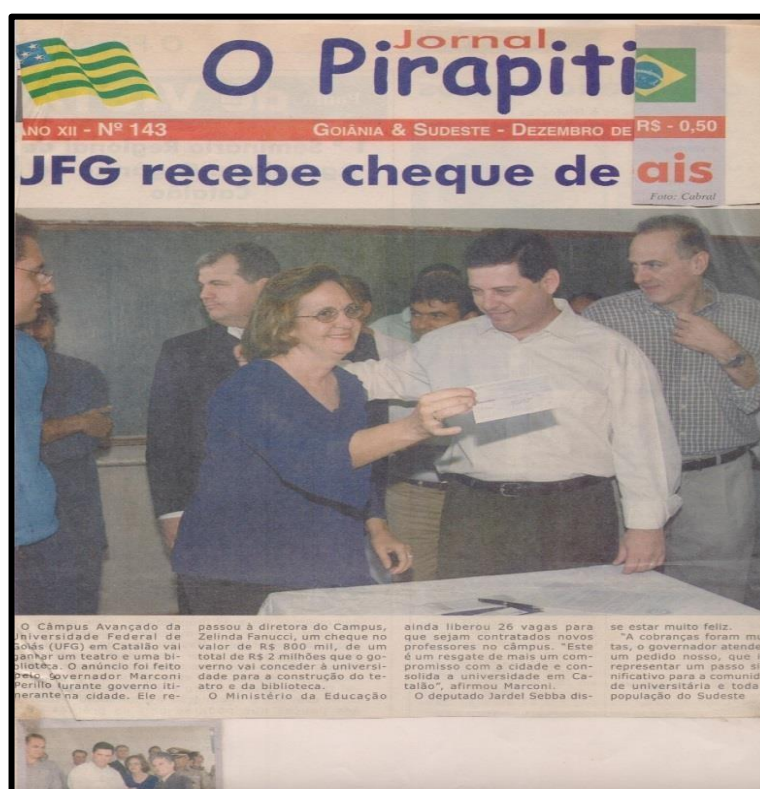 Jornal
O Pirapiti
ANO XII - Nº 143 GOIÂNIA & SUDESTE - DEZEMBRO DE R$ - 0,50
UFG recebe cheque de ais
Foto: Cabral
O Câmpus Avançado da
Universidade Federal de
Goiás (UFG) em Catalão vai
ganhar um teatro e uma bi-
blioteca. O anúncio foi feito
pelo governador Marconi
Perillo durante governo iti-
nerante na cidade. Ele re-
passou à diretora do Campus,
Zelinda Fanucci, um cheque no
valor de R$ 800 mil, de um
total de R$ 2 milhões que o go-
verno vai conceder à universi-
dade para a construção do te-
atro e da biblioteca.
O Ministério da Educação
ainda liberou 26 vagas para
que sejam contratados novos
professores no câmpus. "Este
é um resgate de mais um com-
promisso com a cidade e con-
solida a universidade em Ca-
talão", afirmou Marconi.
O deputado Jardel Sebba dis-
se estar muito feliz.
"A cobranças foram mu
tas, o governador atende
um pedido nosso, que
representar um passo si
nificativo para a comunid
de universitária e toda
população do Sudeste